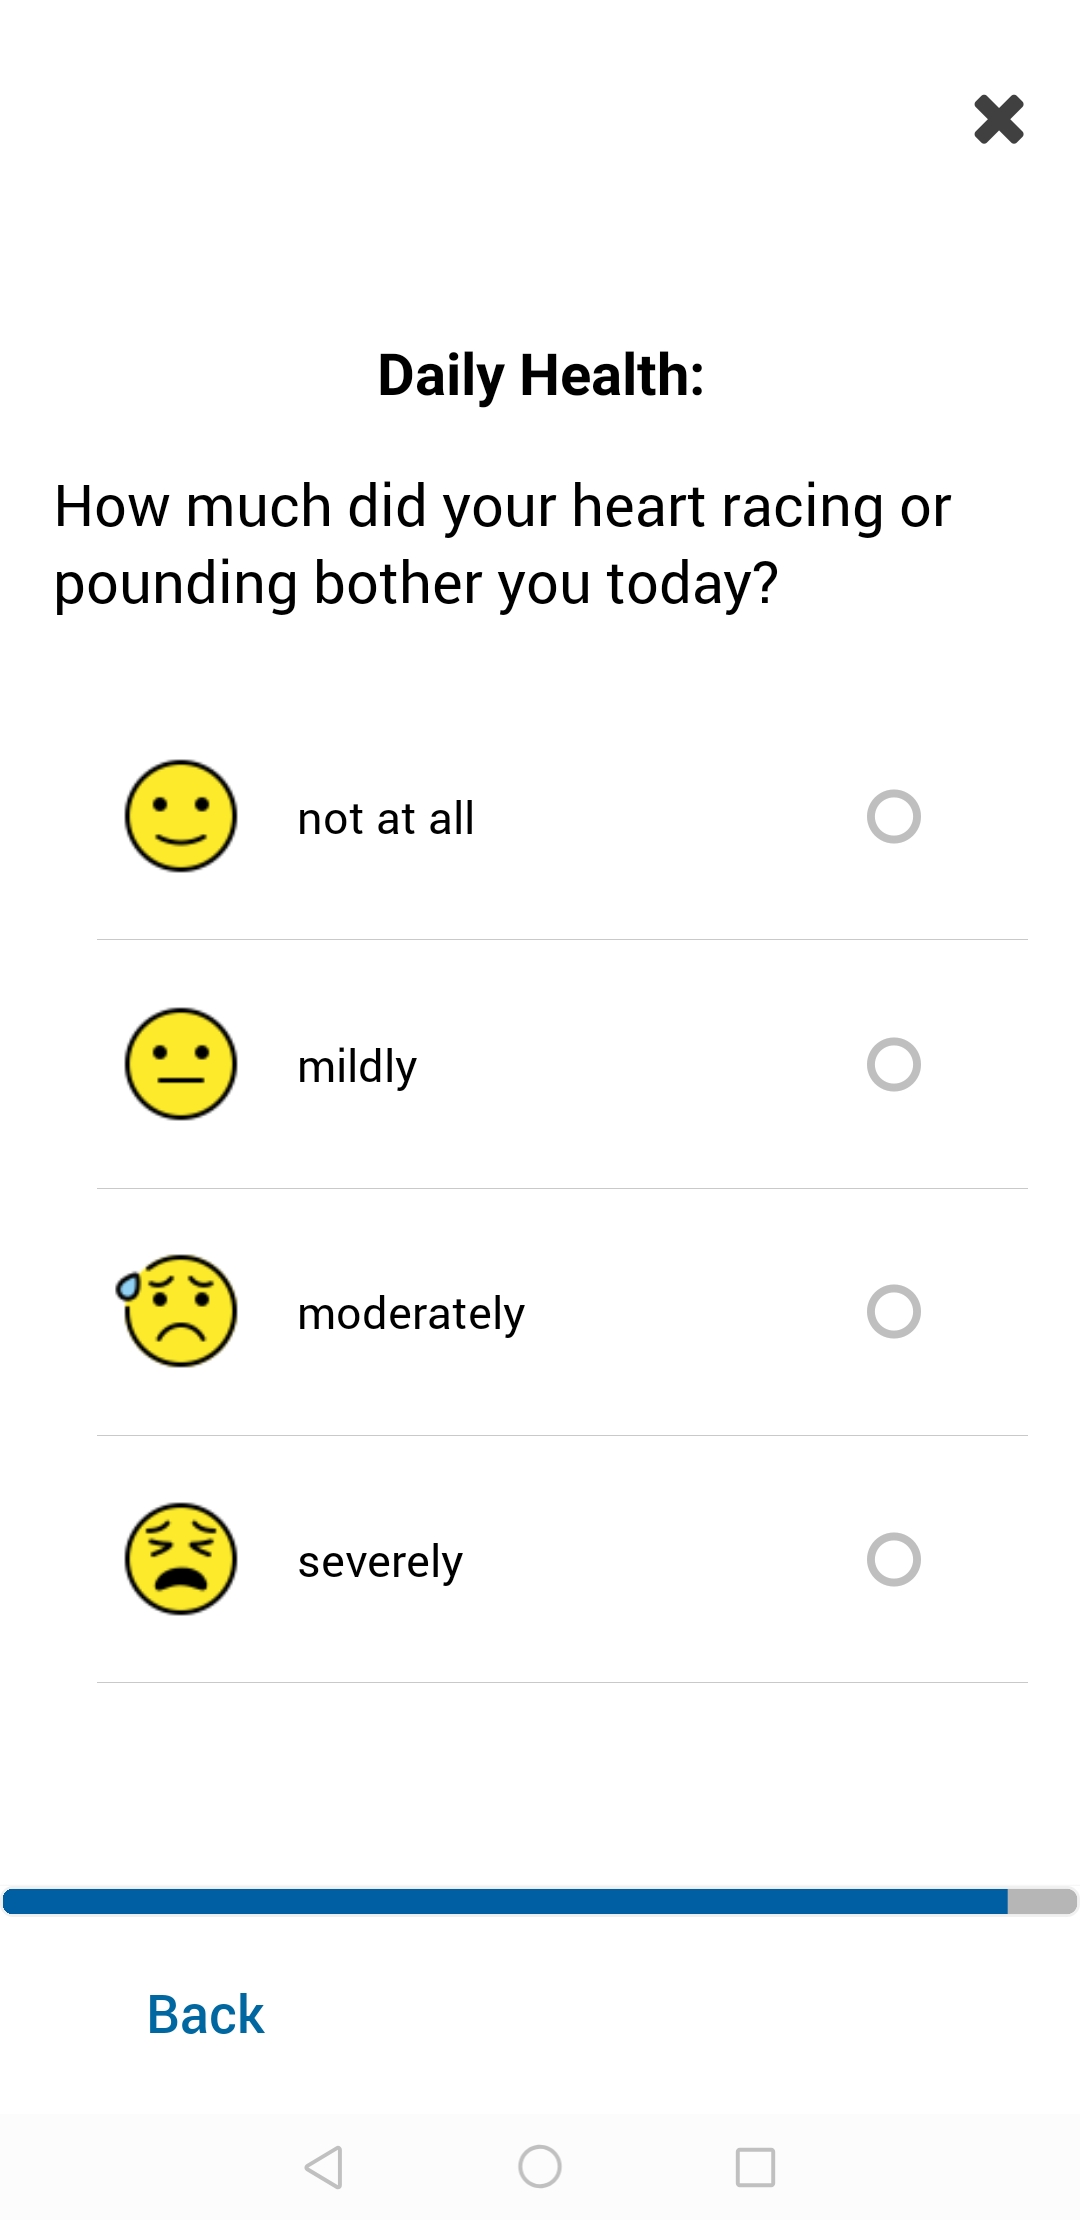 Daily Health:
How much did your heart racing or
pounding bother you today?
not at all
mildly
moderately
severely
Back